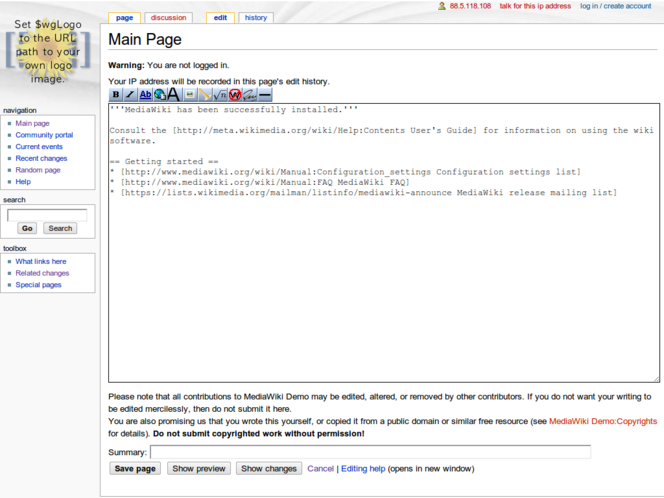 88.5.118.108 talk for this ip address log in / create account
page discussion edit history
Set $wgLogo
to the URL
path to your
own logo
image.
Main Page
Warning: You are not logged in.
Your IP address will be recorded in this page's edit history.
B I Ab A √n W
navigation
Main page
Community portal
Current events
Recent changes
Random page
Help
search
Go Search
toolbox
What links here
Related changes
Special pages
'''MediaWiki has been successfully installed.'''
Consult the [http://meta.wikimedia.org/wiki/Help:Contents User's Guide] for information on using the wiki
software.
== Getting started ==
* [http://www.mediawiki.org/wiki/Manual:Configuration_settings Configuration settings list]
* [http://www.mediawiki.org/wiki/Manual:FAQ MediaWiki FAQ]
* [https://lists.wikimedia.org/mailman/listinfo/mediawiki-announce MediaWiki release mailing list]
Please note that all contributions to MediaWiki Demo may be edited, altered, or removed by other contributors. If you do not want your writing to
be edited mercilessly, then do not submit it here.
You are also promising us that you wrote this yourself, or copied it from a public domain or similar free resource (see MediaWiki Demo:Copyrights
for details). Do not submit copyrighted work without permission!
Summary:
Save page Show preview Show changes Cancel | Editing help (opens in new window)